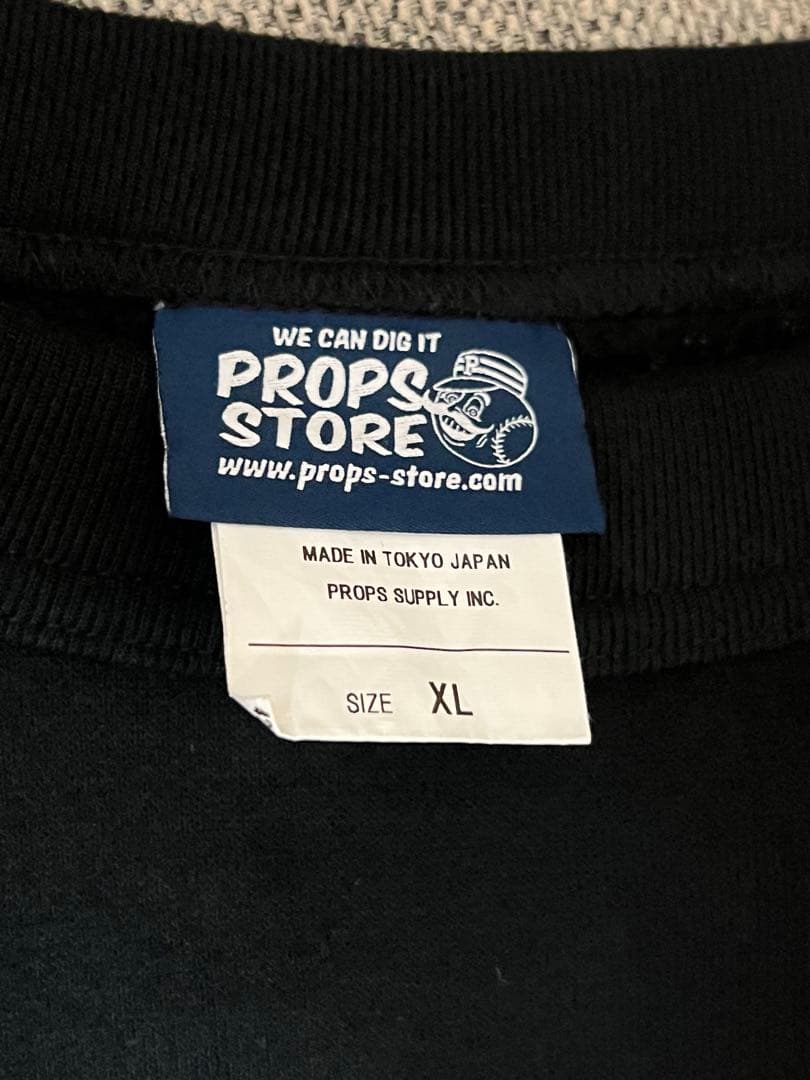 WE CAN DIG IT
PROPS
STORE
P
www.props-store.com
MADE IN TOKYO JAPAN
PROPS SUPPLY INC.
SIZE XL